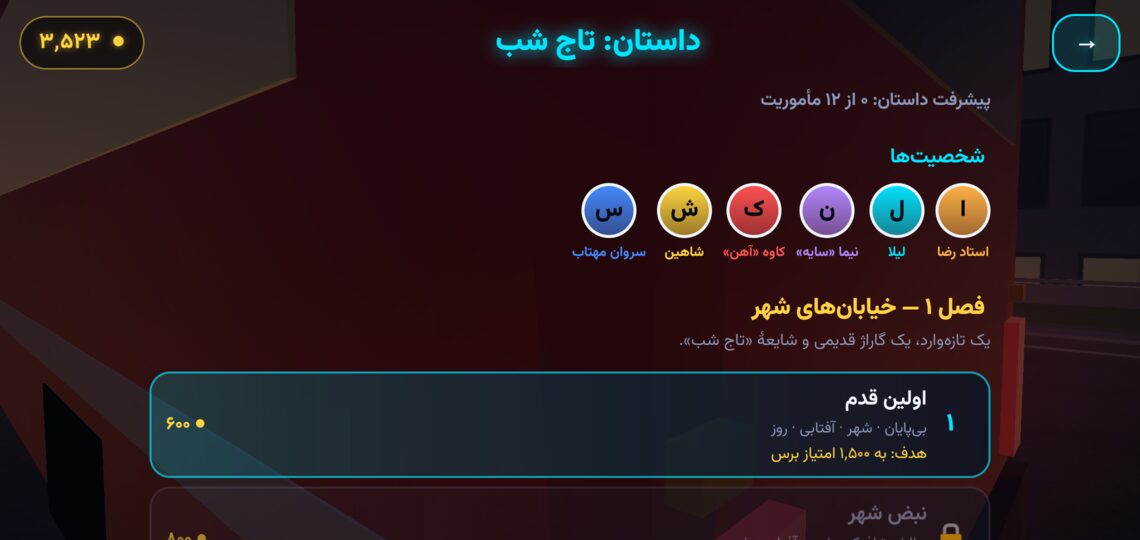 داستان: تاج شب
→
۳,۵۲۳
پیشرفت داستان: ۰ از ۱۲ مأموریت
شخصیت‌ها
ا ل ن ک ش س
استاد رضا لیلا نیما «سایه» کاوه «آهن» شاهین سروان مهتاب
فصل ۱ — خیابان‌های شهر
یک تازه‌وارد، یک گاراژ قدیمی و شایعهٔ «تاج شب».
۱
اولین قدم
بی‌پایان · شهر · آفتابی · روز
هدف: به ۱,۵۰۰ امتیاز برس
۶۰۰
نبض شهر
۸۰۰